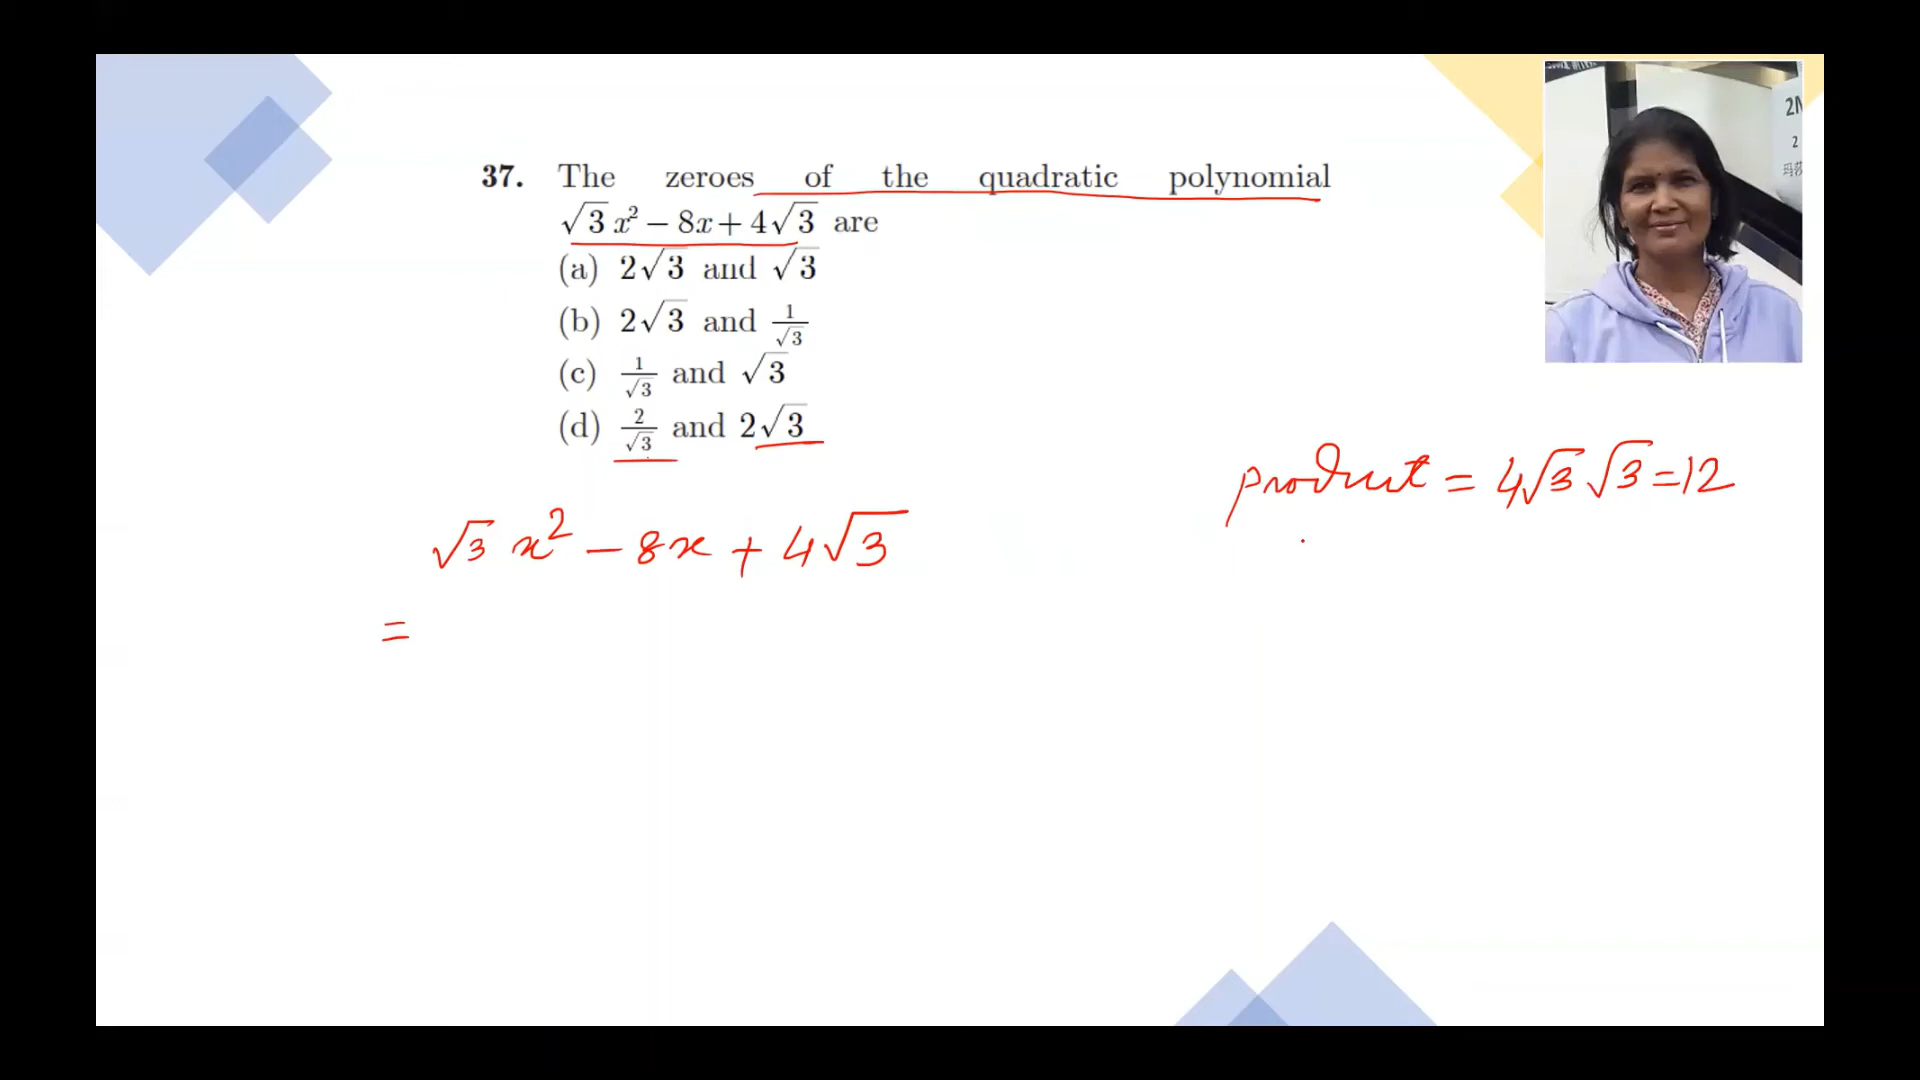 37. The zeroes of the quadratic polynomial
√3 x² − 8x + 4√3 are
(a) 2√3 and √3
(b) 2√3 and 1/√3
(c) 1/√3 and √3
(d) 2/√3 and 2√3
product = 4√3 √3 = 12
√3 x² − 8x + 4√3
=
2